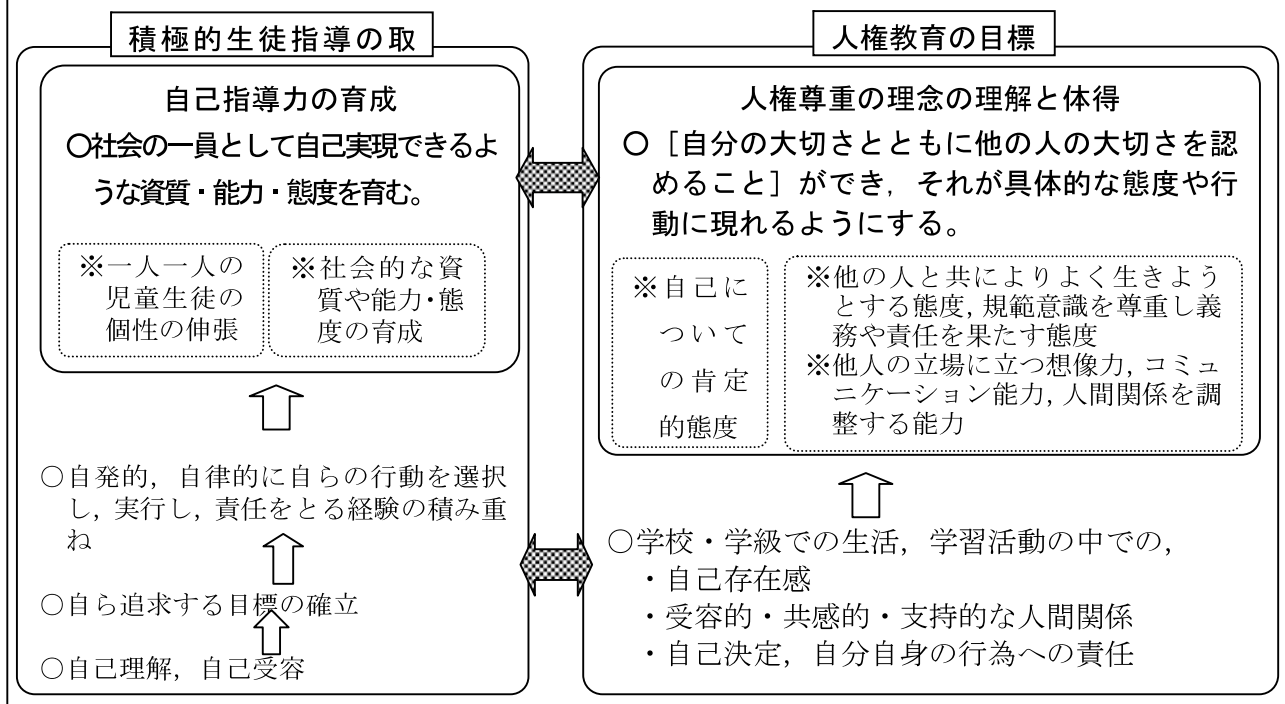 積極的生徒指導の取
自己指導力の育成
○社会の一員として自己実現できるよ
うな資質・能力・態度を育む。
※一人一人の
児童生徒の
個性の伸張
※社会的な資
質や能力・態
度の育成
○自発的，自律的に自らの行動を選択
し，実行し，責任をとる経験の積み重
ね
○自ら追求する目標の確立
○自己理解，自己受容
人権教育の目標
人権尊重の理念の理解と体得
○［自分の大切さとともに他の人の大切さを認
めること］ができ，それが具体的な態度や行
動に現れるようにする。
※自己に
ついて
の肯定
的態度
※他の人と共によりよく生きよう
とする態度，規範意識を尊重し義
務や責任を果たす態度
※他人の立場に立つ想像力，コミュ
ニケーション能力，人間関係を調
整する能力
○学校・学級での生活，学習活動の中での，
・自己存在感
・受容的・共感的・支持的な人間関係
・自己決定，自分自身の行為への責任